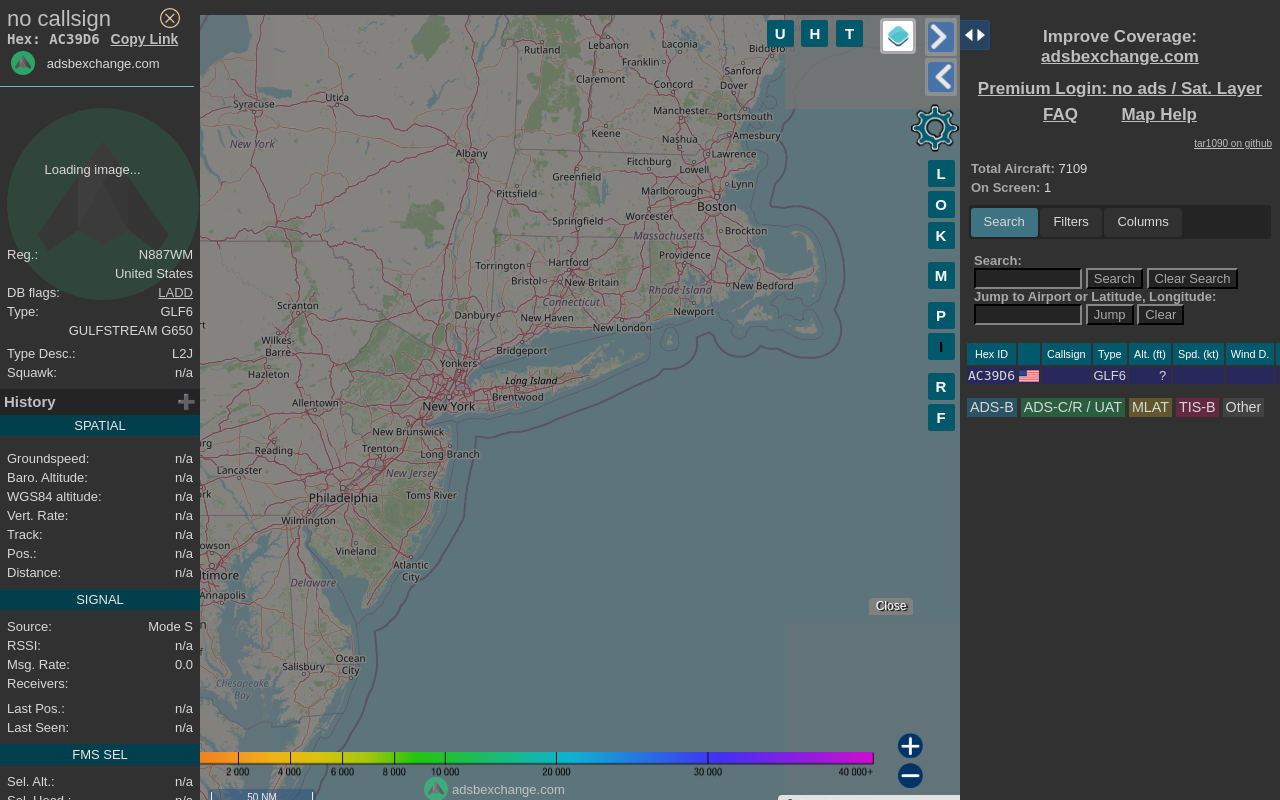 no callsign
Hex: AC39D6 Copy Link
adsbexchange.com
Loading image...
Reg.: N887WM
United States
DB flags: LADD
Type: GLF6
GULFSTREAM G650
Type Desc.: L2J
Squawk: n/a
History
SPATIAL
Groundspeed: n/a
Baro. Altitude: n/a
WGS84 altitude: n/a
Vert. Rate: n/a
Track: n/a
Pos.: n/a
Distance: n/a
SIGNAL
Source: Mode S
RSSI: n/a
Msg. Rate: 0.0
Receivers:
Last Pos.: n/a
Last Seen: n/a
FMS SEL
Sel. Alt.: n/a
Sel. Head.: n/a
U H T
Rutland
Lebanon
Laconia
Franklin
Claremont
Sanford
Concord
Dover
Syracuse
Utica
Manchester
Portsmouth
Keene
Amesbury
Nashua
New York
Albany
Lawrence
Fitchburg
Lowell
Greenfield
Lynn
Marlborough
Pittsfield
Boston
Worcester
Springfield
Brockton
Massachusetts
Providence
Hartford
Torrington
Bristol
New Britain
New Bedford
Rhode Island
Connecticut
Scranton
Newport
Danbury
New Haven
New London
Wilkes-
Barre
Bridgeport
Yonkers
Hazleton
Long Island
Brentwood
Allentown
New York
New Brunswick
Trenton
Long Branch
Reading
Lancaster
New Jersey
Philadelphia
Toms River
Wilmington
Vineland
Atlantic
City
Delaware
Annapolis
Ocean
City
Salisbury
Chesapeake
Bay
L
O
K
M
P
I
R
F
Close
2 000 4 000 6 000 8 000 10 000 20 000 30 000 40 000+
adsbexchange.com
50 NM
Improve Coverage:
adsbexchange.com
Premium Login: no ads / Sat. Layer
FAQ Map Help
tar1090 on github
Total Aircraft: 7109
On Screen: 1
Search Filters Columns
Search:
Search Clear Search
Jump to Airport or Latitude, Longitude:
Jump Clear
Hex ID Callsign Type Alt. (ft) Spd. (kt) Wind D.
AC39D6 GLF6 ?
ADS-B ADS-C/R / UAT MLAT TIS-B Other